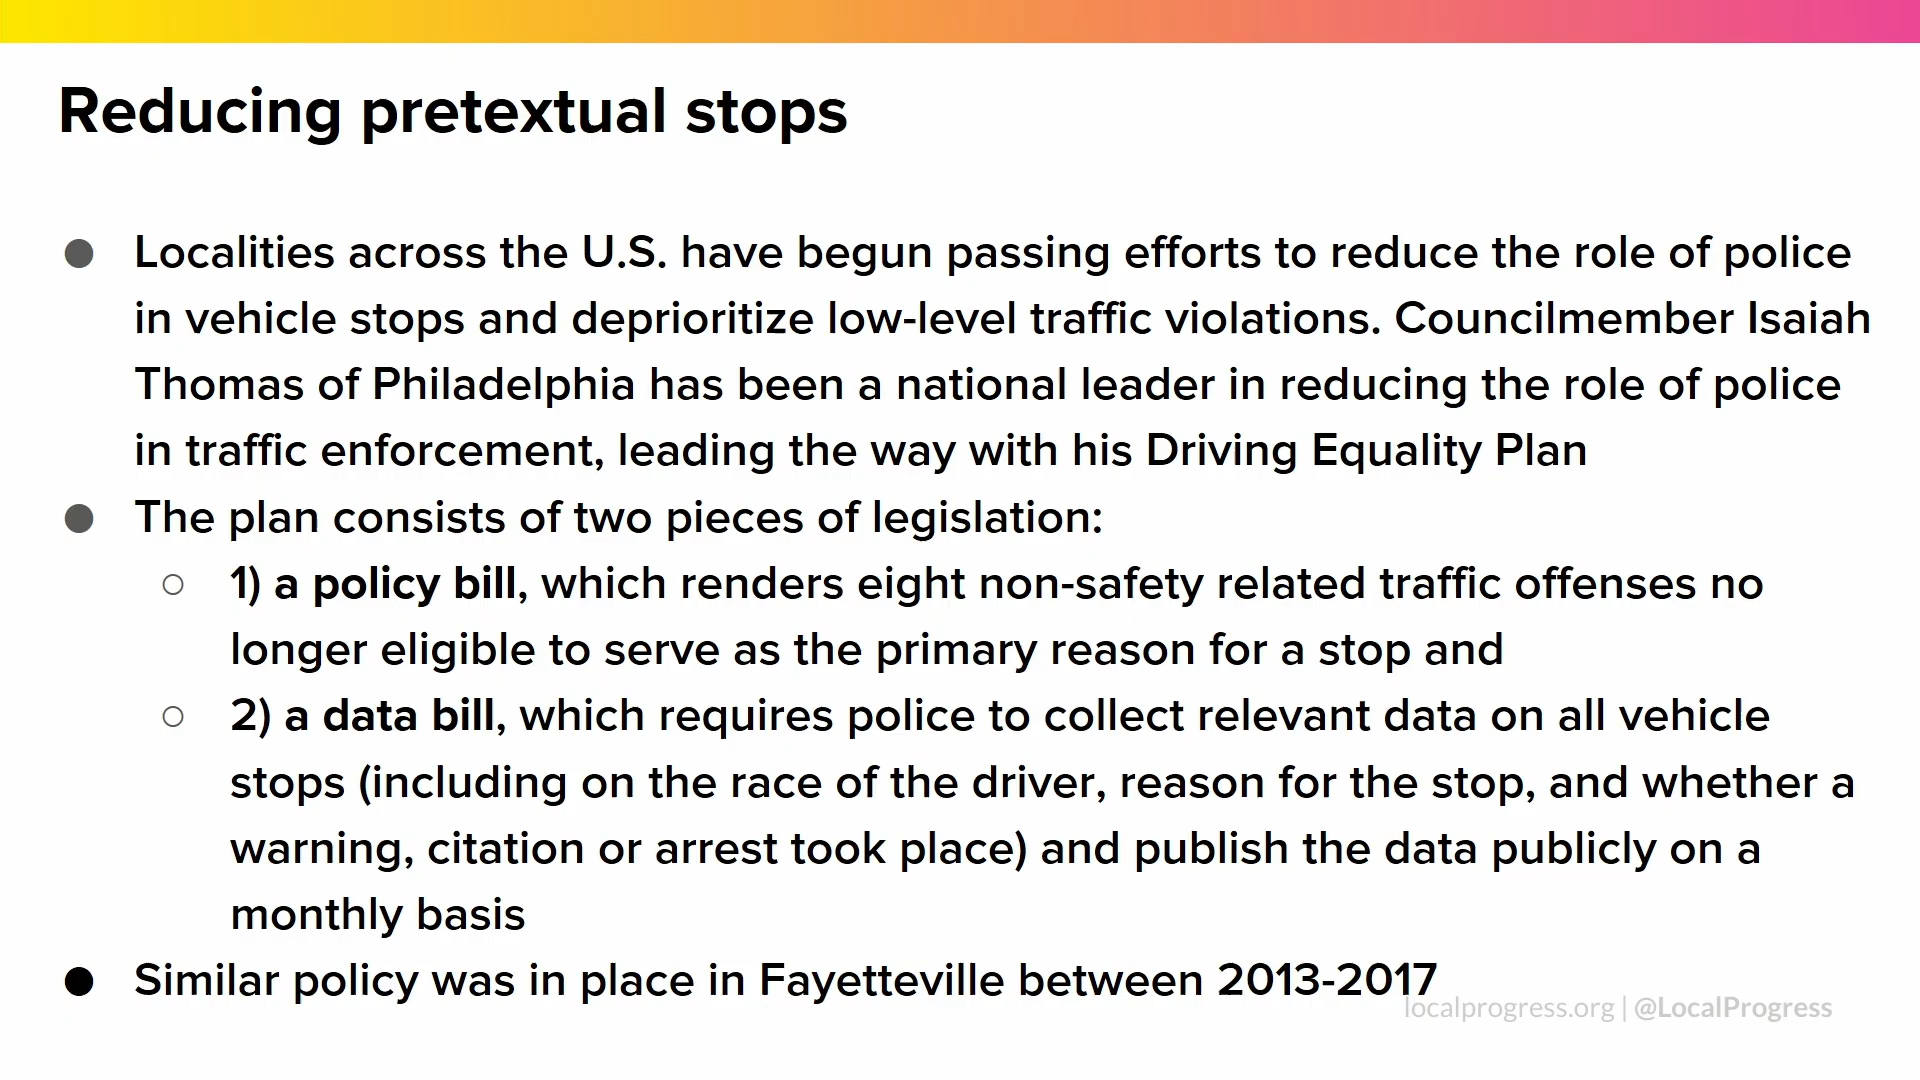 Reducing pretextual stops
● Localities across the U.S. have begun passing efforts to reduce the role of police
in vehicle stops and deprioritize low-level traffic violations. Councilmember Isaiah
Thomas of Philadelphia has been a national leader in reducing the role of police
in traffic enforcement, leading the way with his Driving Equality Plan
● The plan consists of two pieces of legislation:
○ 1) a policy bill, which renders eight non-safety related traffic offenses no
longer eligible to serve as the primary reason for a stop and
○ 2) a data bill, which requires police to collect relevant data on all vehicle
stops (including on the race of the driver, reason for the stop, and whether a
warning, citation or arrest took place) and publish the data publicly on a
monthly basis
● Similar policy was in place in Fayetteville between 2013-2017
localprogress.org | @LocalProgress